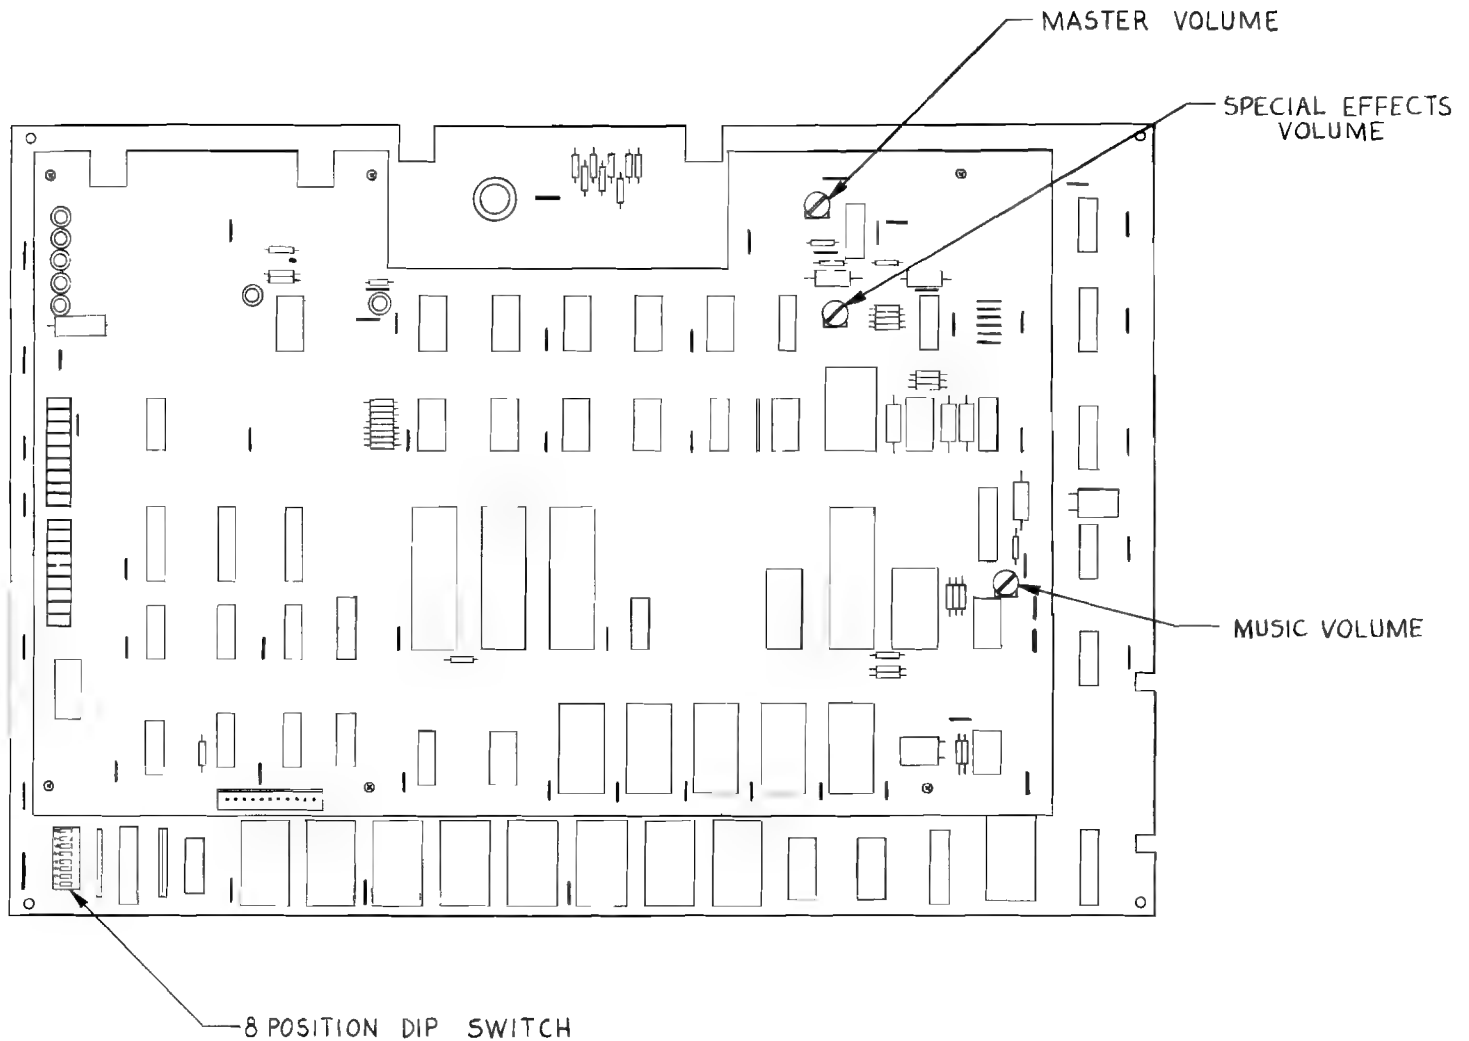 MASTER VOLUME
SPECIAL EFFECTS
VOLUME
MUSIC VOLUME
8 POSITION DIP SWITCH